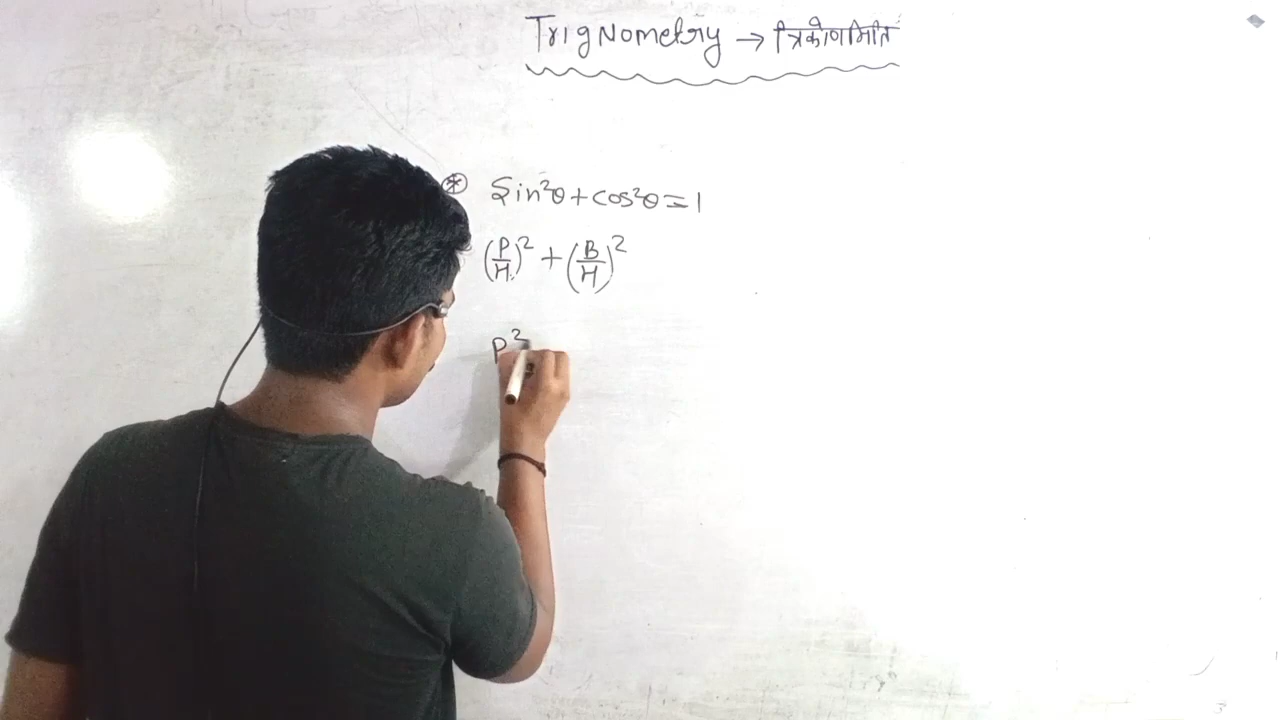 TrigNometry → त्रिकोणमिति
⊛ Sin²θ + cos²θ = 1
(P/H)² + (B/H)²
P²